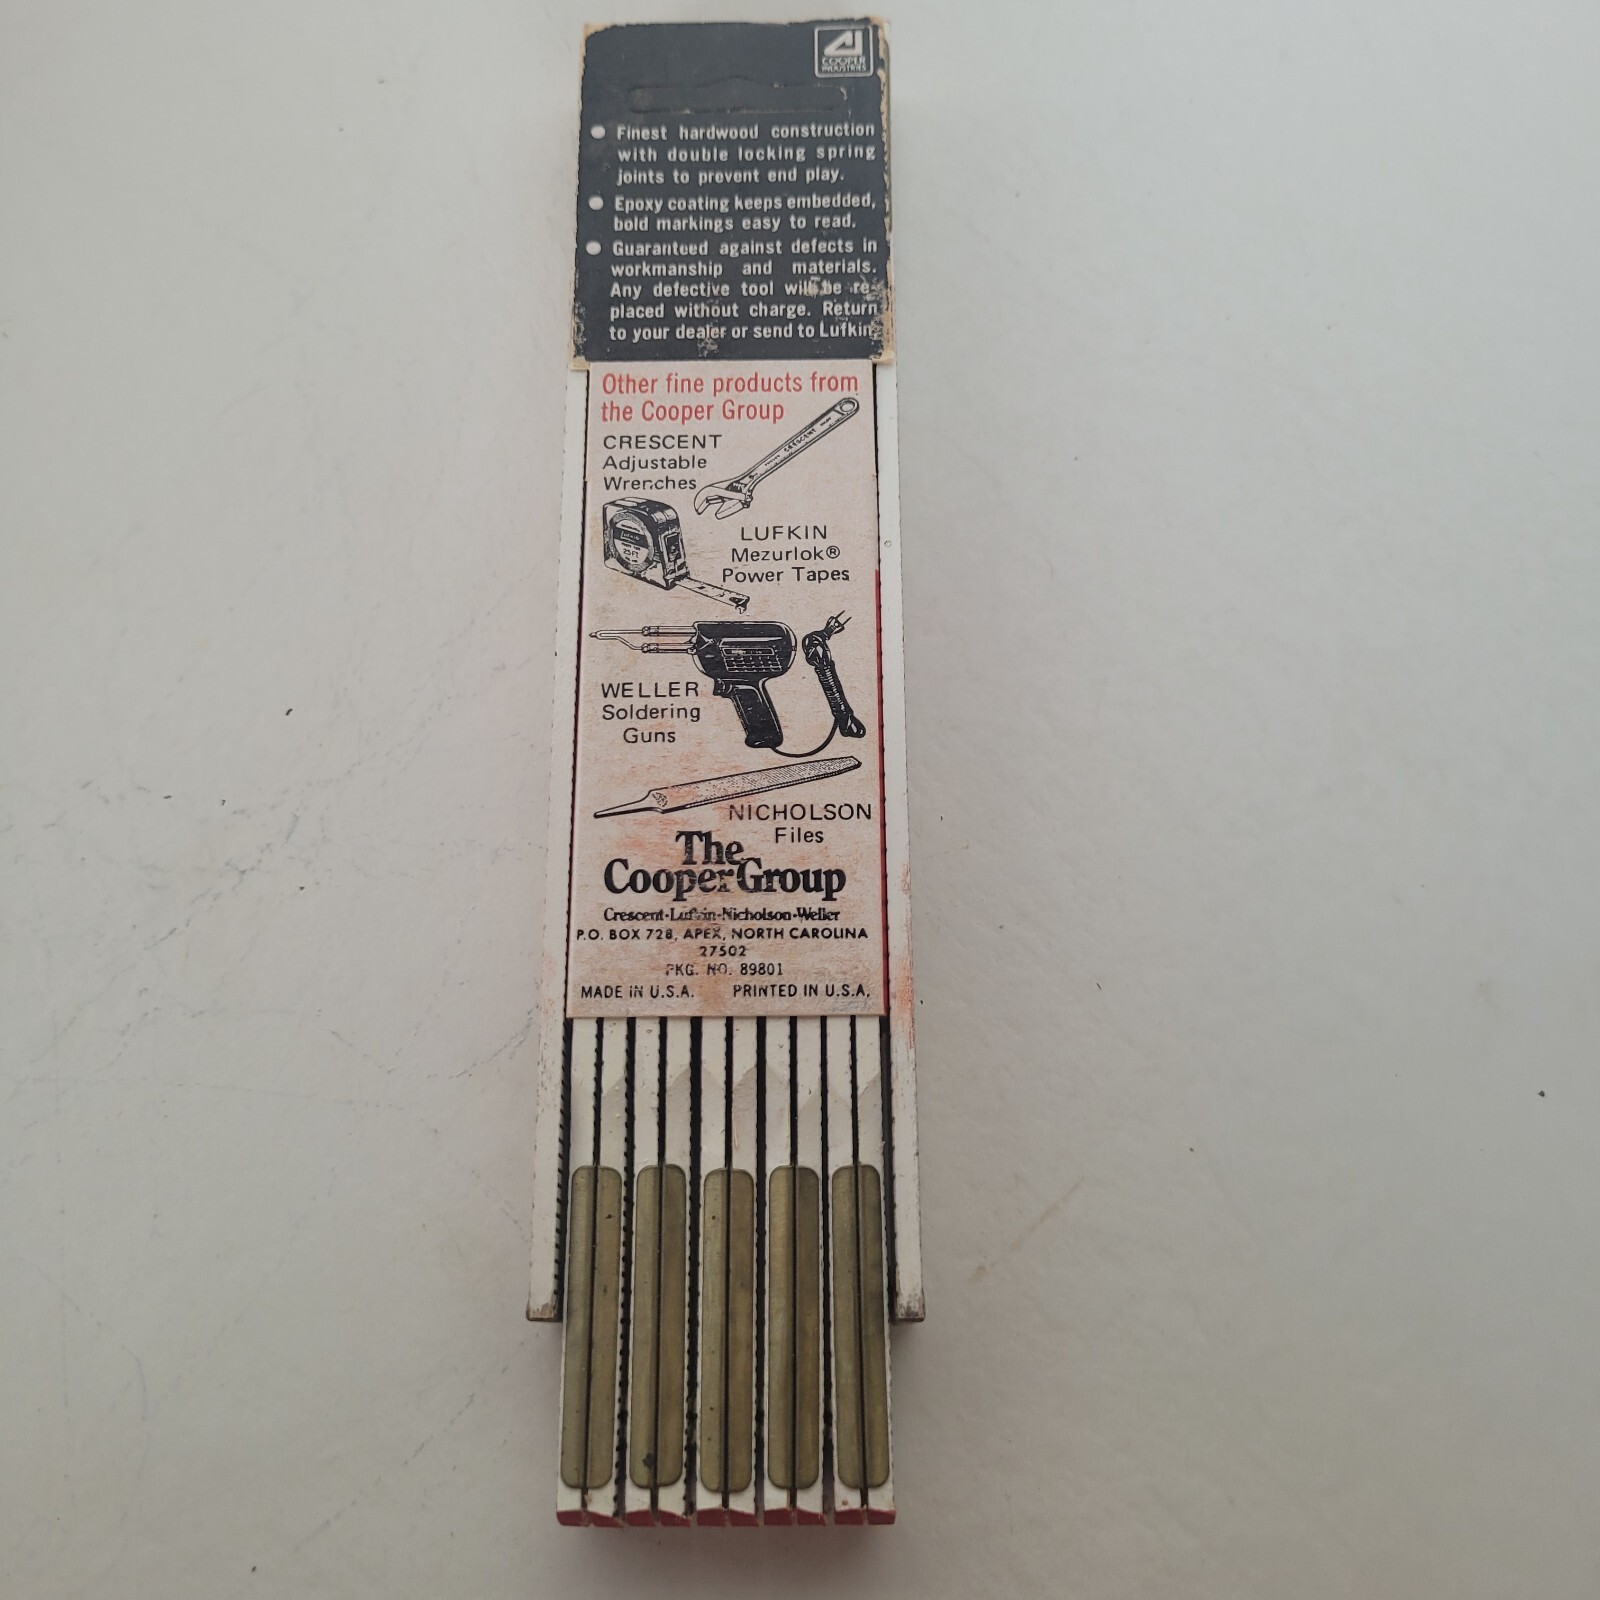 COOPER
INDUSTRIES
Finest hardwood construction
with double locking spring
joints to prevent end play.
Epoxy coating keeps embedded,
bold markings easy to read.
Guaranteed against defects in
workmanship and materials.
Any defective tool will be re-
placed without charge. Return
to your dealer or send to Lufkin.
Other fine products from
the Cooper Group
CRESCENT
Adjustable
Wrenches
CRESCENT
LUFKIN
Mezurlok®
Power Tapes
Lufkin
25 FT
WELLER
Soldering
Guns
NICHOLSON
Files
The
Cooper Group
Crescent·Lufkin·Nicholson·Weller
P.O. BOX 728, APEX, NORTH CAROLINA
27502
PKG. NO. 89801
MADE IN U.S.A. PRINTED IN U.S.A.